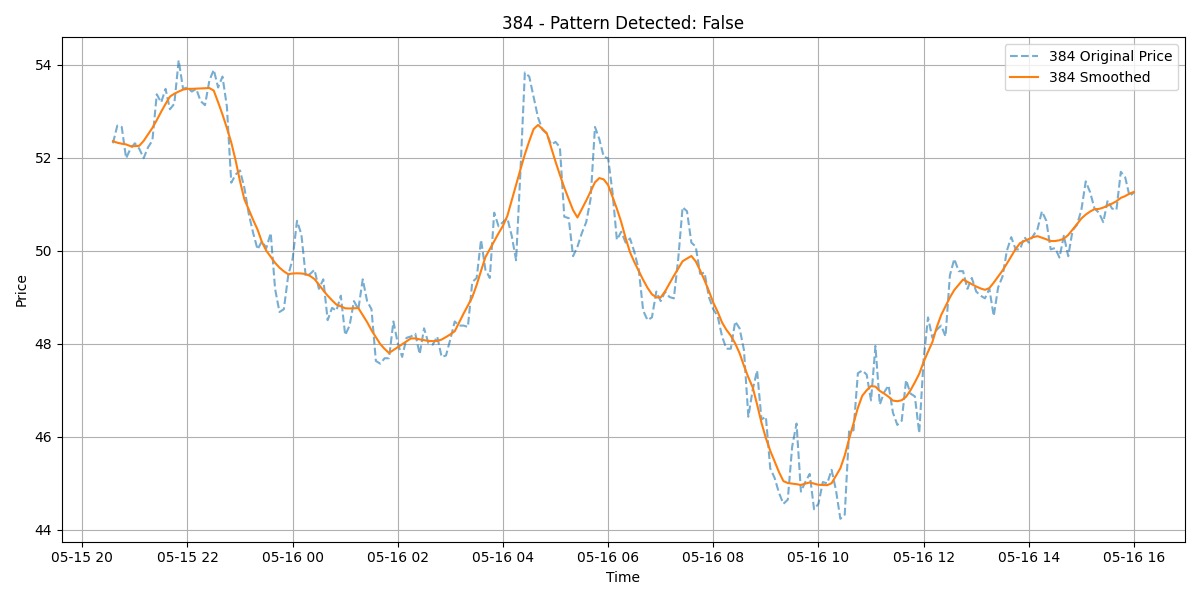 384 - Pattern Detected: False
384 Original Price
384 Smoothed
Price
54
52
50
48
46
44
05-15 20 05-15 22 05-16 00 05-16 02 05-16 04 05-16 06 05-16 08 05-16 10 05-16 12 05-16 14 05-16 16
Time